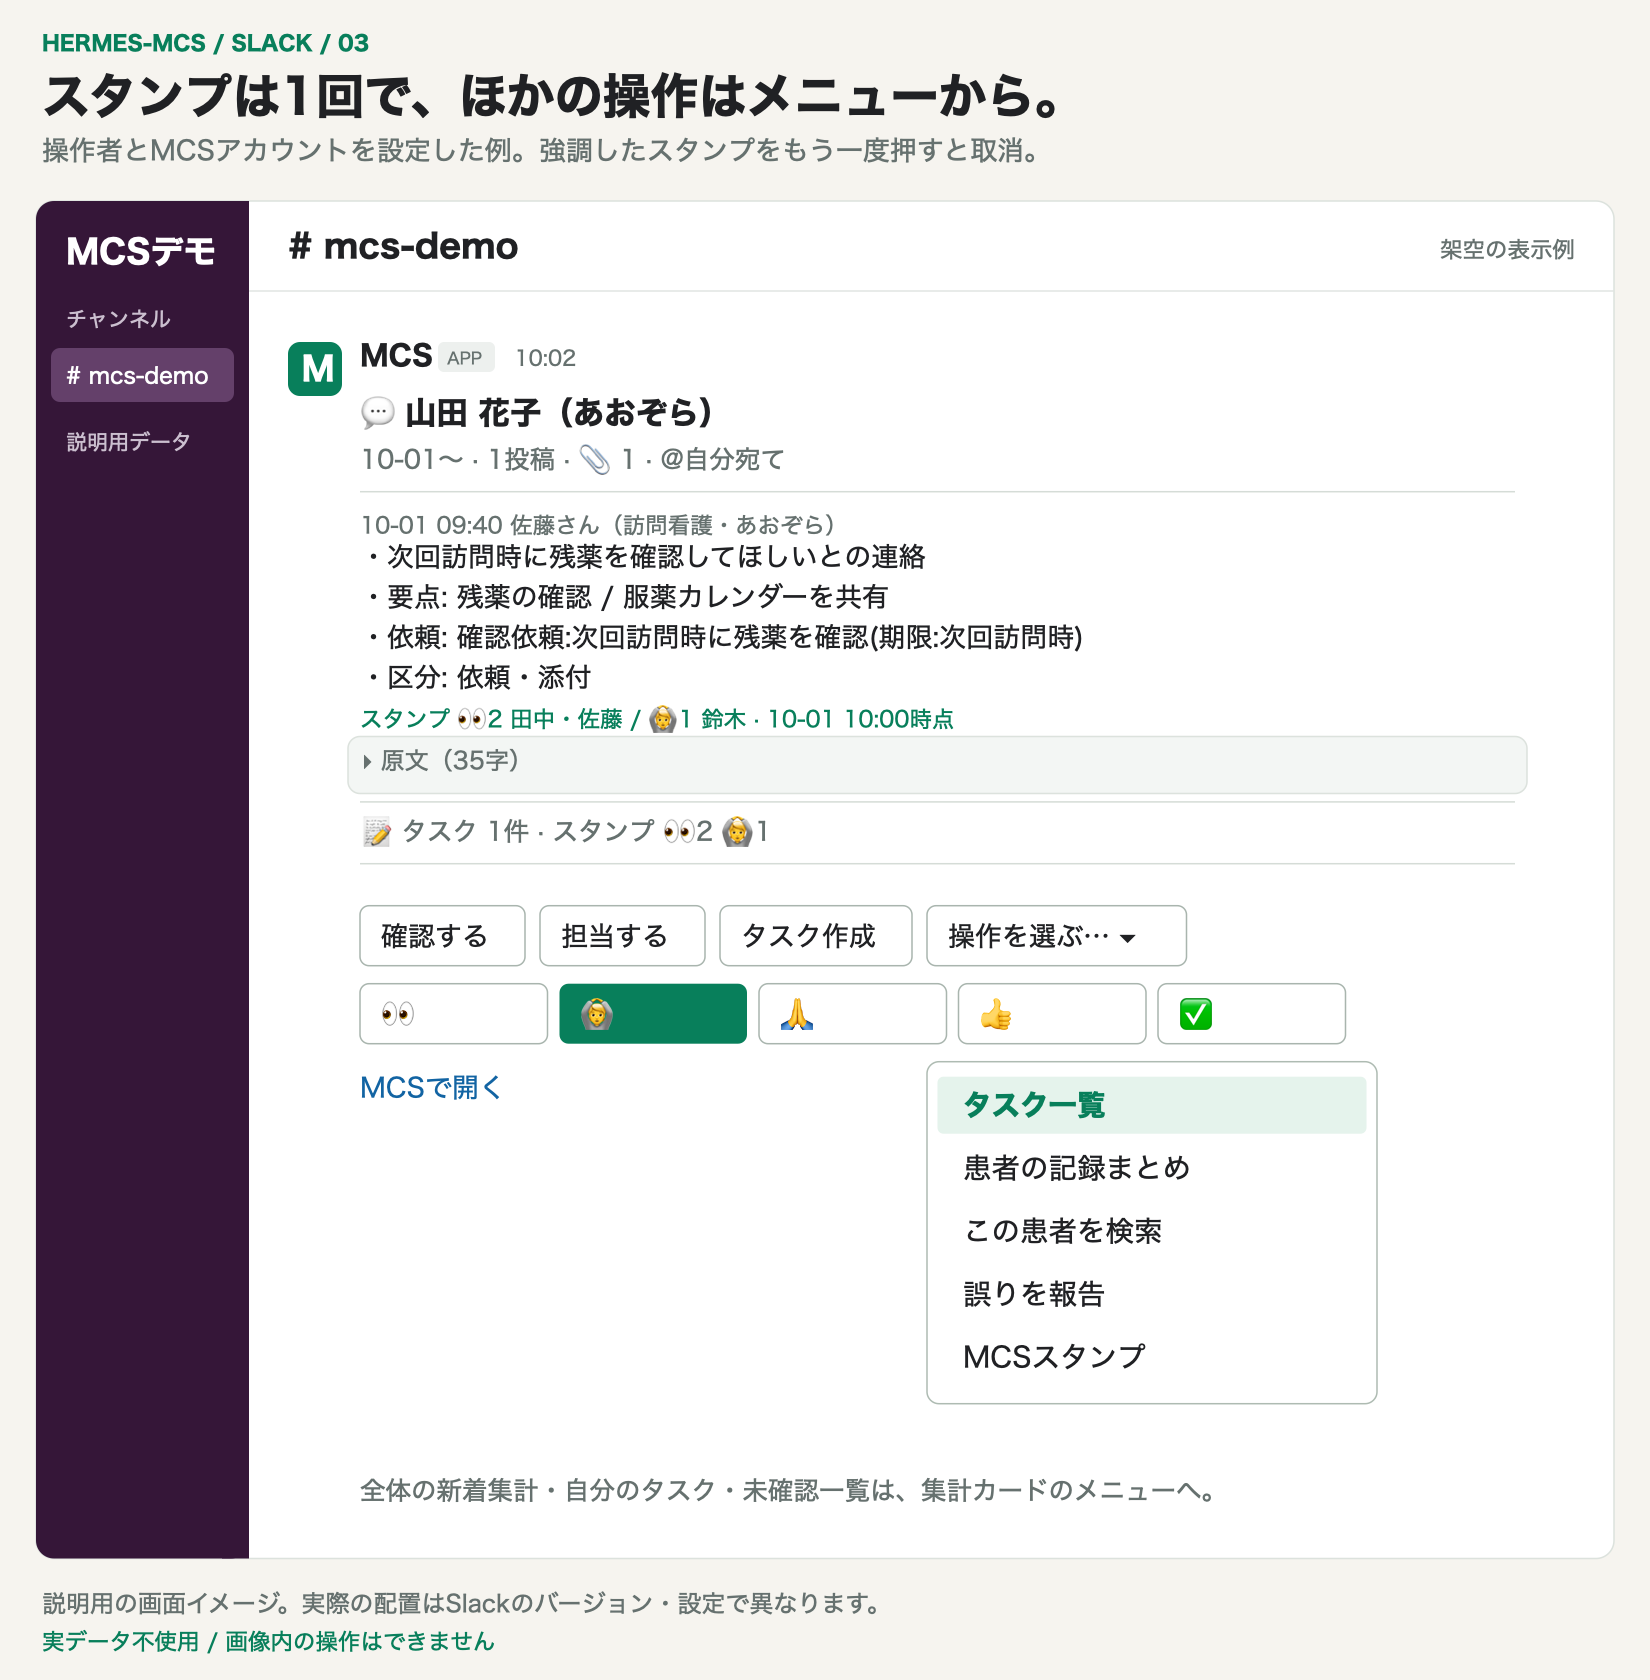 HERMES-MCS / SLACK / 03
スタンプは1回で、ほかの操作はメニューから。
操作者とMCSアカウントを設定した例。強調したスタンプをもう一度押すと取消。
MCSデモ
チャンネル
# mcs-demo
説明用データ
# mcs-demo
架空の表示例
M
MCS APP 10:02
💬 山田 花子（あおぞら）
10-01〜 · 1投稿 · 📎 1 · @自分宛て
10-01 09:40 佐藤さん（訪問看護・あおぞら）
・次回訪問時に残薬を確認してほしいとの連絡
・要点: 残薬の確認 / 服薬カレンダーを共有
・依頼: 確認依頼:次回訪問時に残薬を確認(期限:次回訪問時)
・区分: 依頼・添付
スタンプ 👀2 田中・佐藤 / 🙆1 鈴木 · 10-01 10:00時点
▸ 原文（35字）
📝 タスク 1件 · スタンプ 👀2 🙆1
確認する
担当する
タスク作成
操作を選ぶ… ▾
👀
🙆
🙏
👍
✅
MCSで開く
タスク一覧
患者の記録まとめ
この患者を検索
誤りを報告
MCSスタンプ
全体の新着集計・自分のタスク・未確認一覧は、集計カードのメニューへ。
説明用の画面イメージ。実際の配置はSlackのバージョン・設定で異なります。
実データ不使用 / 画像内の操作はできません